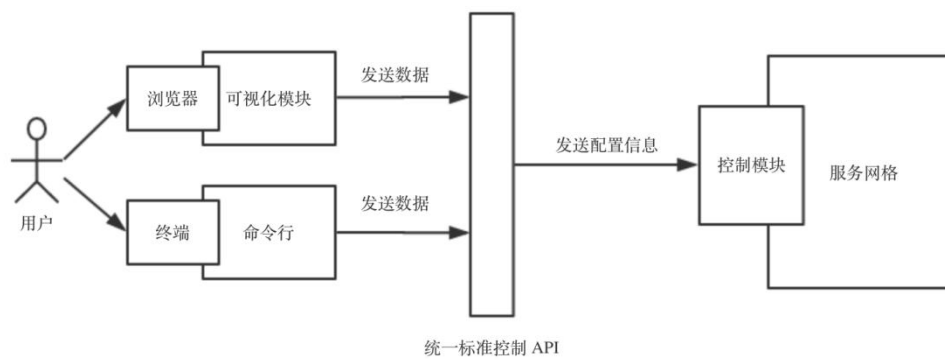 用户
浏览器
可视化模块
发送数据
终端
命令行
发送数据
统一标准控制 API
发送配置信息
控制模块
服务网格